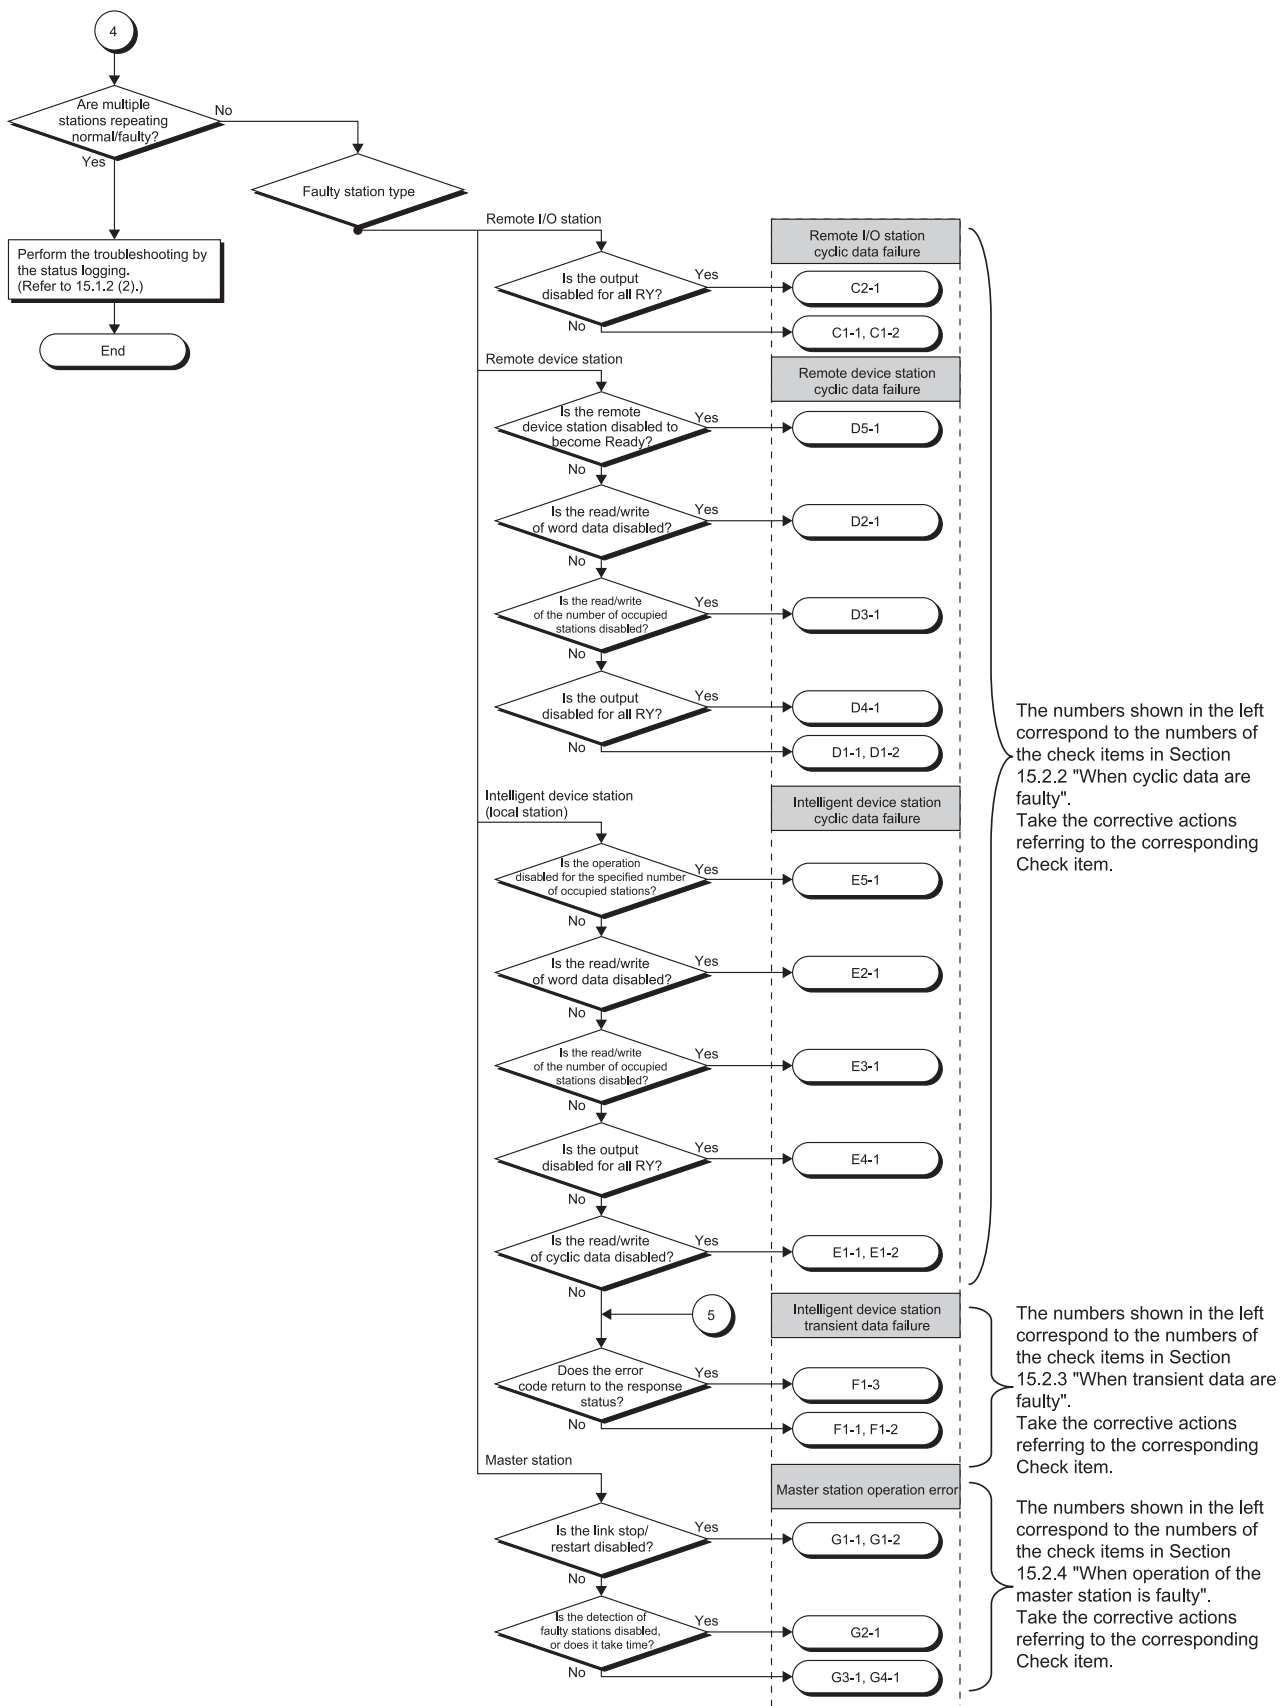 4
Are multiple
stations repeating
normal/faulty?
No
Yes
Faulty station type
Perform the troubleshooting by
the status logging.
(Refer to 15.1.2 (2).)
End
Remote I/O station
Remote I/O station
cyclic data failure
Is the output
disabled for all RY?
Yes
C2-1
No
C1-1, C1-2
Remote device station
Remote device station
cyclic data failure
Is the remote
device station disabled to
become Ready?
Yes
D5-1
No
Is the read/write
of word data disabled?
Yes
D2-1
No
Is the read/write
of the number of occupied
stations disabled?
Yes
D3-1
No
Is the output
disabled for all RY?
Yes
D4-1
No
D1-1, D1-2
The numbers shown in the left
correspond to the numbers of
the check items in Section
15.2.2 "When cyclic data are
faulty".
Take the corrective actions
referring to the corresponding
Check item.
Intelligent device station
(local station)
Intelligent device station
cyclic data failure
Is the operation
disabled for the specified number
of occupied stations?
Yes
E5-1
No
Is the read/write
of word data disabled?
Yes
E2-1
No
Is the read/write
of the number of occupied
stations disabled?
Yes
E3-1
No
Is the output
disabled for all RY?
Yes
E4-1
No
Is the read/write
of cyclic data disabled?
Yes
E1-1, E1-2
No
5
Intelligent device station
transient data failure
Does the error
code return to the response
status?
Yes
F1-3
No
F1-1, F1-2
The numbers shown in the left
correspond to the numbers of
the check items in Section
15.2.3 "When transient data are
faulty".
Take the corrective actions
referring to the corresponding
Check item.
Master station
Master station operation error
Is the link stop/
restart disabled?
Yes
G1-1, G1-2
No
Is the detection of
faulty stations disabled,
or does it take time?
Yes
G2-1
No
G3-1, G4-1
The numbers shown in the left
correspond to the numbers of
the check items in Section
15.2.4 "When operation of the
master station is faulty".
Take the corrective actions
referring to the corresponding
Check item.